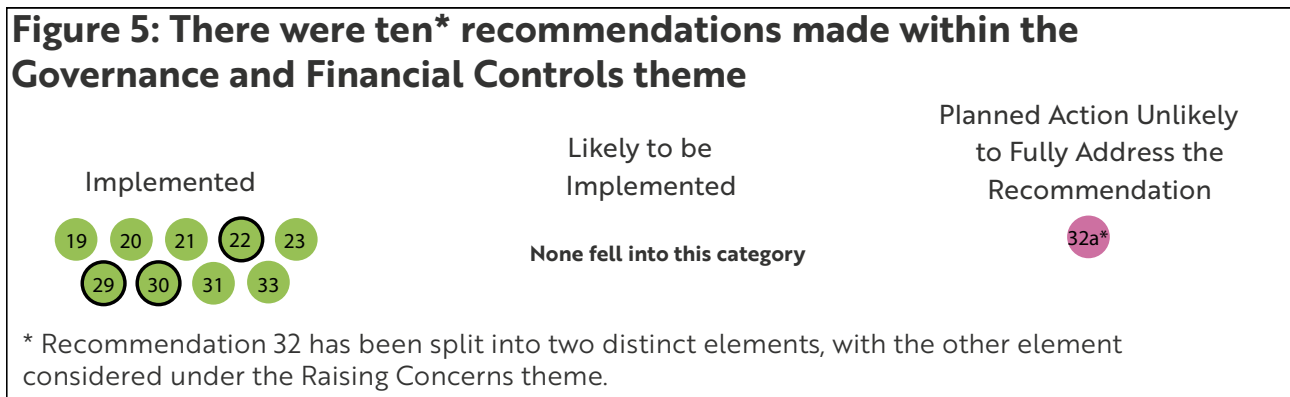 Figure 5: There were ten* recommendations made within the
Governance and Financial Controls theme
Implemented
19 20 21 22 23
29 30 31 33
Likely to be
Implemented
None fell into this category
Planned Action Unlikely
to Fully Address the
Recommendation
32a*
* Recommendation 32 has been split into two distinct elements, with the other element
considered under the Raising Concerns theme.